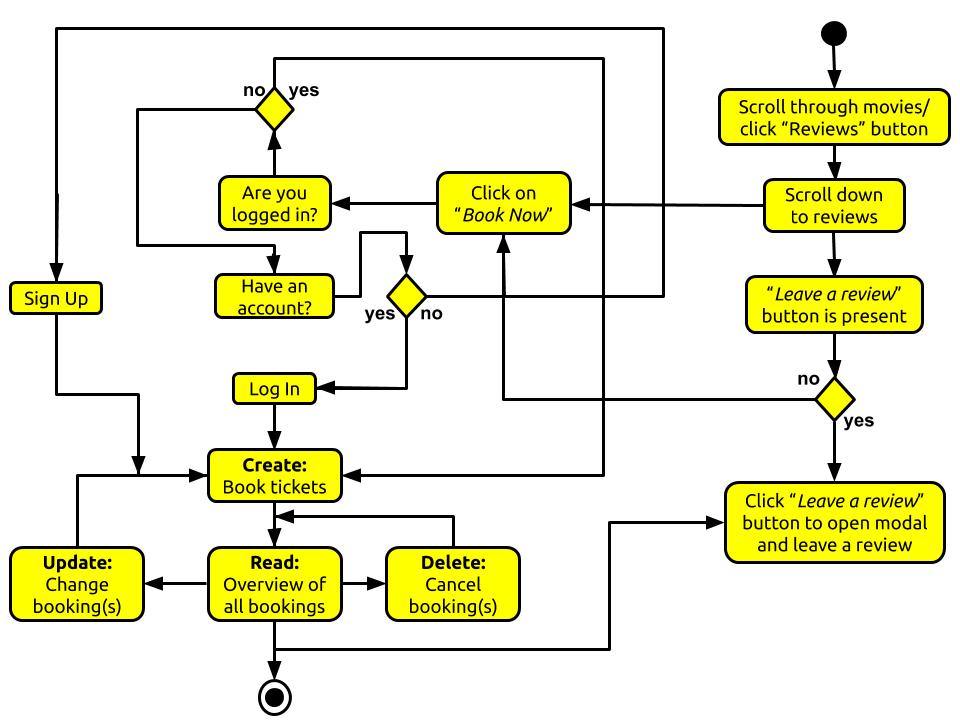 no
yes
Scroll through movies/
click “Reviews” button
Are you
logged in?
Click on
“Book Now”
Scroll down
to reviews
Have an
account?
Sign Up
yes
no
“Leave a review”
button is present
Log In
no
yes
Create:
Book tickets
Click “Leave a review”
button to open modal
and leave a review
Update:
Change
booking(s)
Read:
Overview of
all bookings
Delete:
Cancel
booking(s)